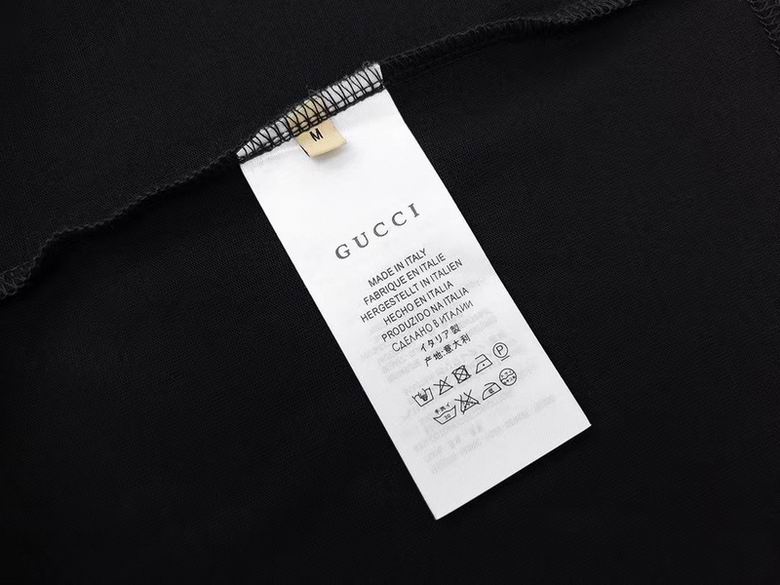 M
GUCCI
MADE IN ITALY
FABRIQUE EN ITALIE
HERGESTELLT IN ITALIEN
HECHO EN ITALIA
PRODUZIDO NA ITALIA
СДЕЛАНО В ИТАЛИИ
イタリア製
产地:意大利
P